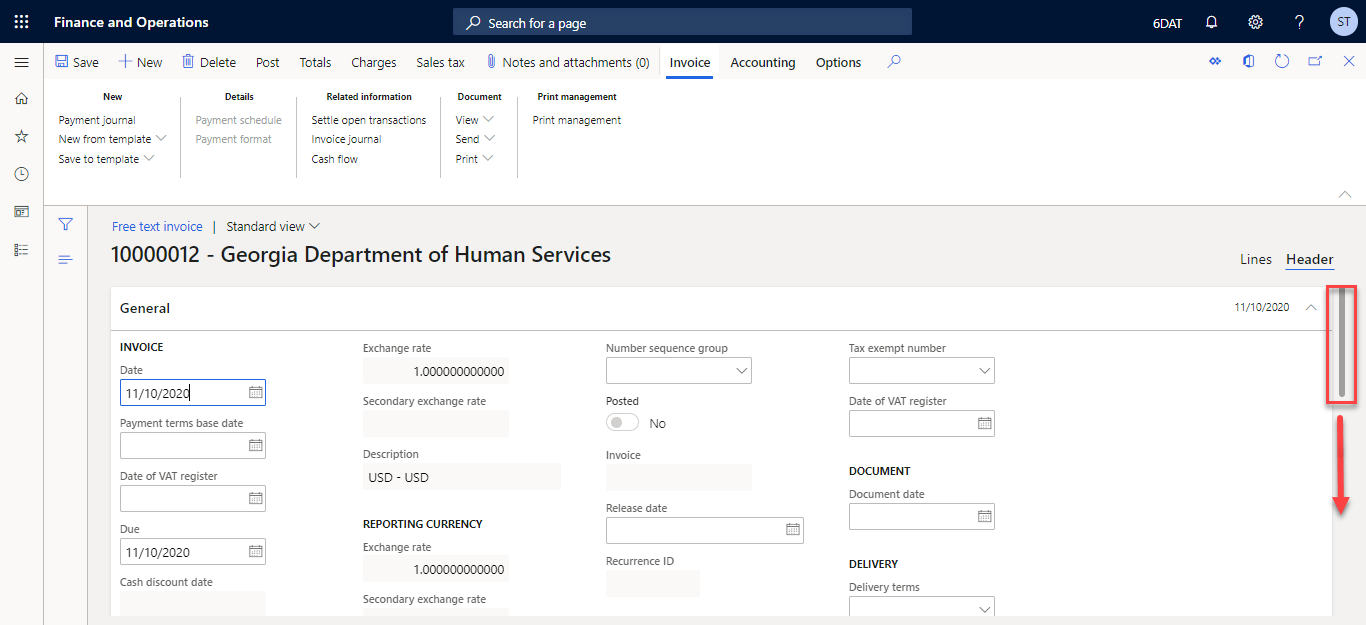 Finance and Operations
Search for a page
6DAT
?
ST
Save
New
Delete
Post
Totals
Charges
Sales tax
Notes and attachments (0)
Invoice
Accounting
Options
New
Payment journal
New from template
Save to template
Details
Payment schedule
Payment format
Related information
Settle open transactions
Invoice journal
Cash flow
Document
View
Send
Print
Print management
Print management
Free text invoice | Standard view
10000012 - Georgia Department of Human Services
Lines
Header
General
11/10/2020
INVOICE
Date
11/10/2020
Payment terms base date
Date of VAT register
Due
11/10/2020
Cash discount date
Exchange rate
1.000000000000
Secondary exchange rate
Description
USD - USD
REPORTING CURRENCY
Exchange rate
1.000000000000
Secondary exchange rate
Number sequence group
Posted
No
Invoice
Release date
Recurrence ID
Tax exempt number
Date of VAT register
DOCUMENT
Document date
DELIVERY
Delivery terms